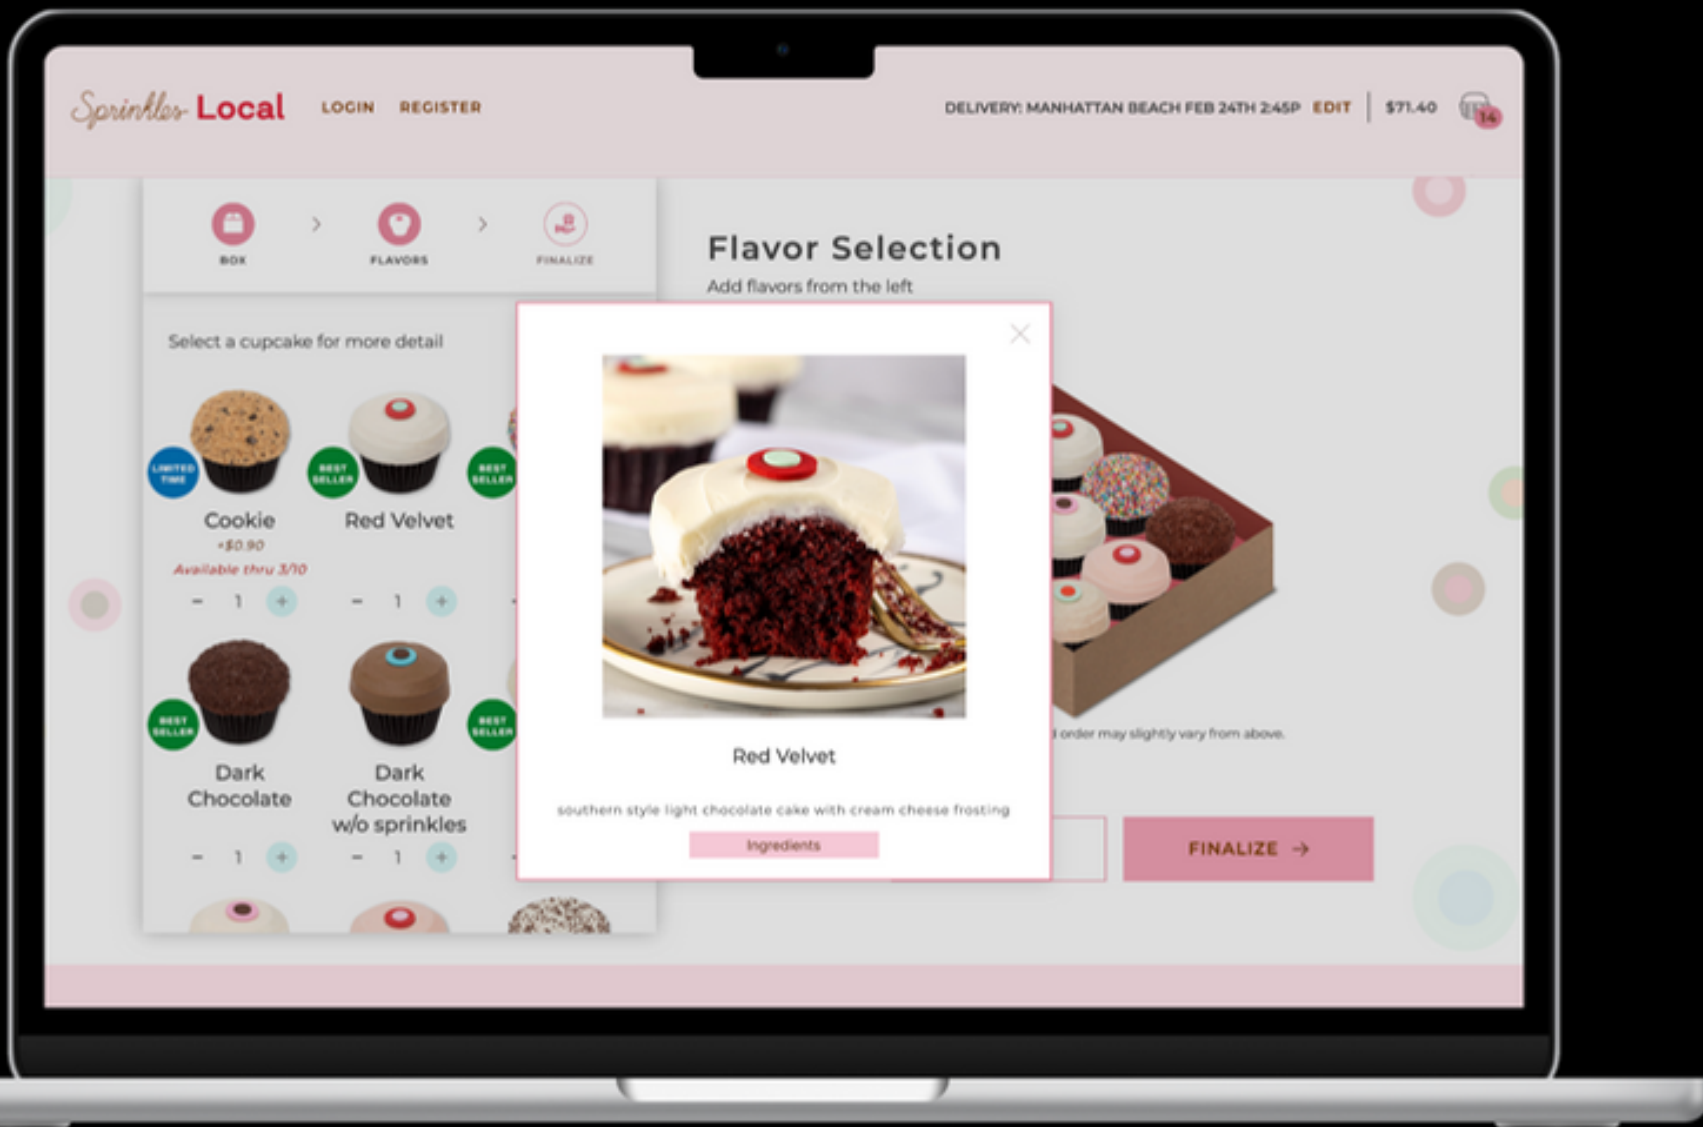 Sprinkles Local
LOGIN REGISTER
DELIVERY: MANHATTAN BEACH FEB 24TH 2:45P EDIT
$71.40
14
BOX
FLAVORS
FINALIZE
Flavor Selection
Add flavors from the left
Select a cupcake for more detail
LIMITED
TIME
BEST
SELLER
BEST
SELLER
Cookie
+$0.90
Available thru 3/10
Red Velvet
- 1 +
- 1 +
-
BEST
SELLER
BEST
SELLER
Dark
Chocolate
Dark
Chocolate
w/o sprinkles
- 1 +
- 1 +
-
Red Velvet
southern style light chocolate cake with cream cheese frosting
Ingredients
order may slightly vary from above.
FINALIZE →